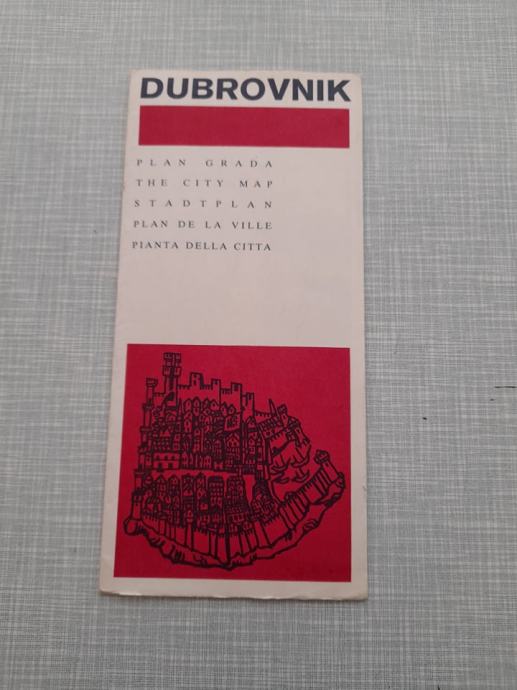 DUBROVNIK
PLAN GRADA
THE CITY MAP
STADTPLAN
PLAN DE LA VILLE
PIANTA DELLA CITTA